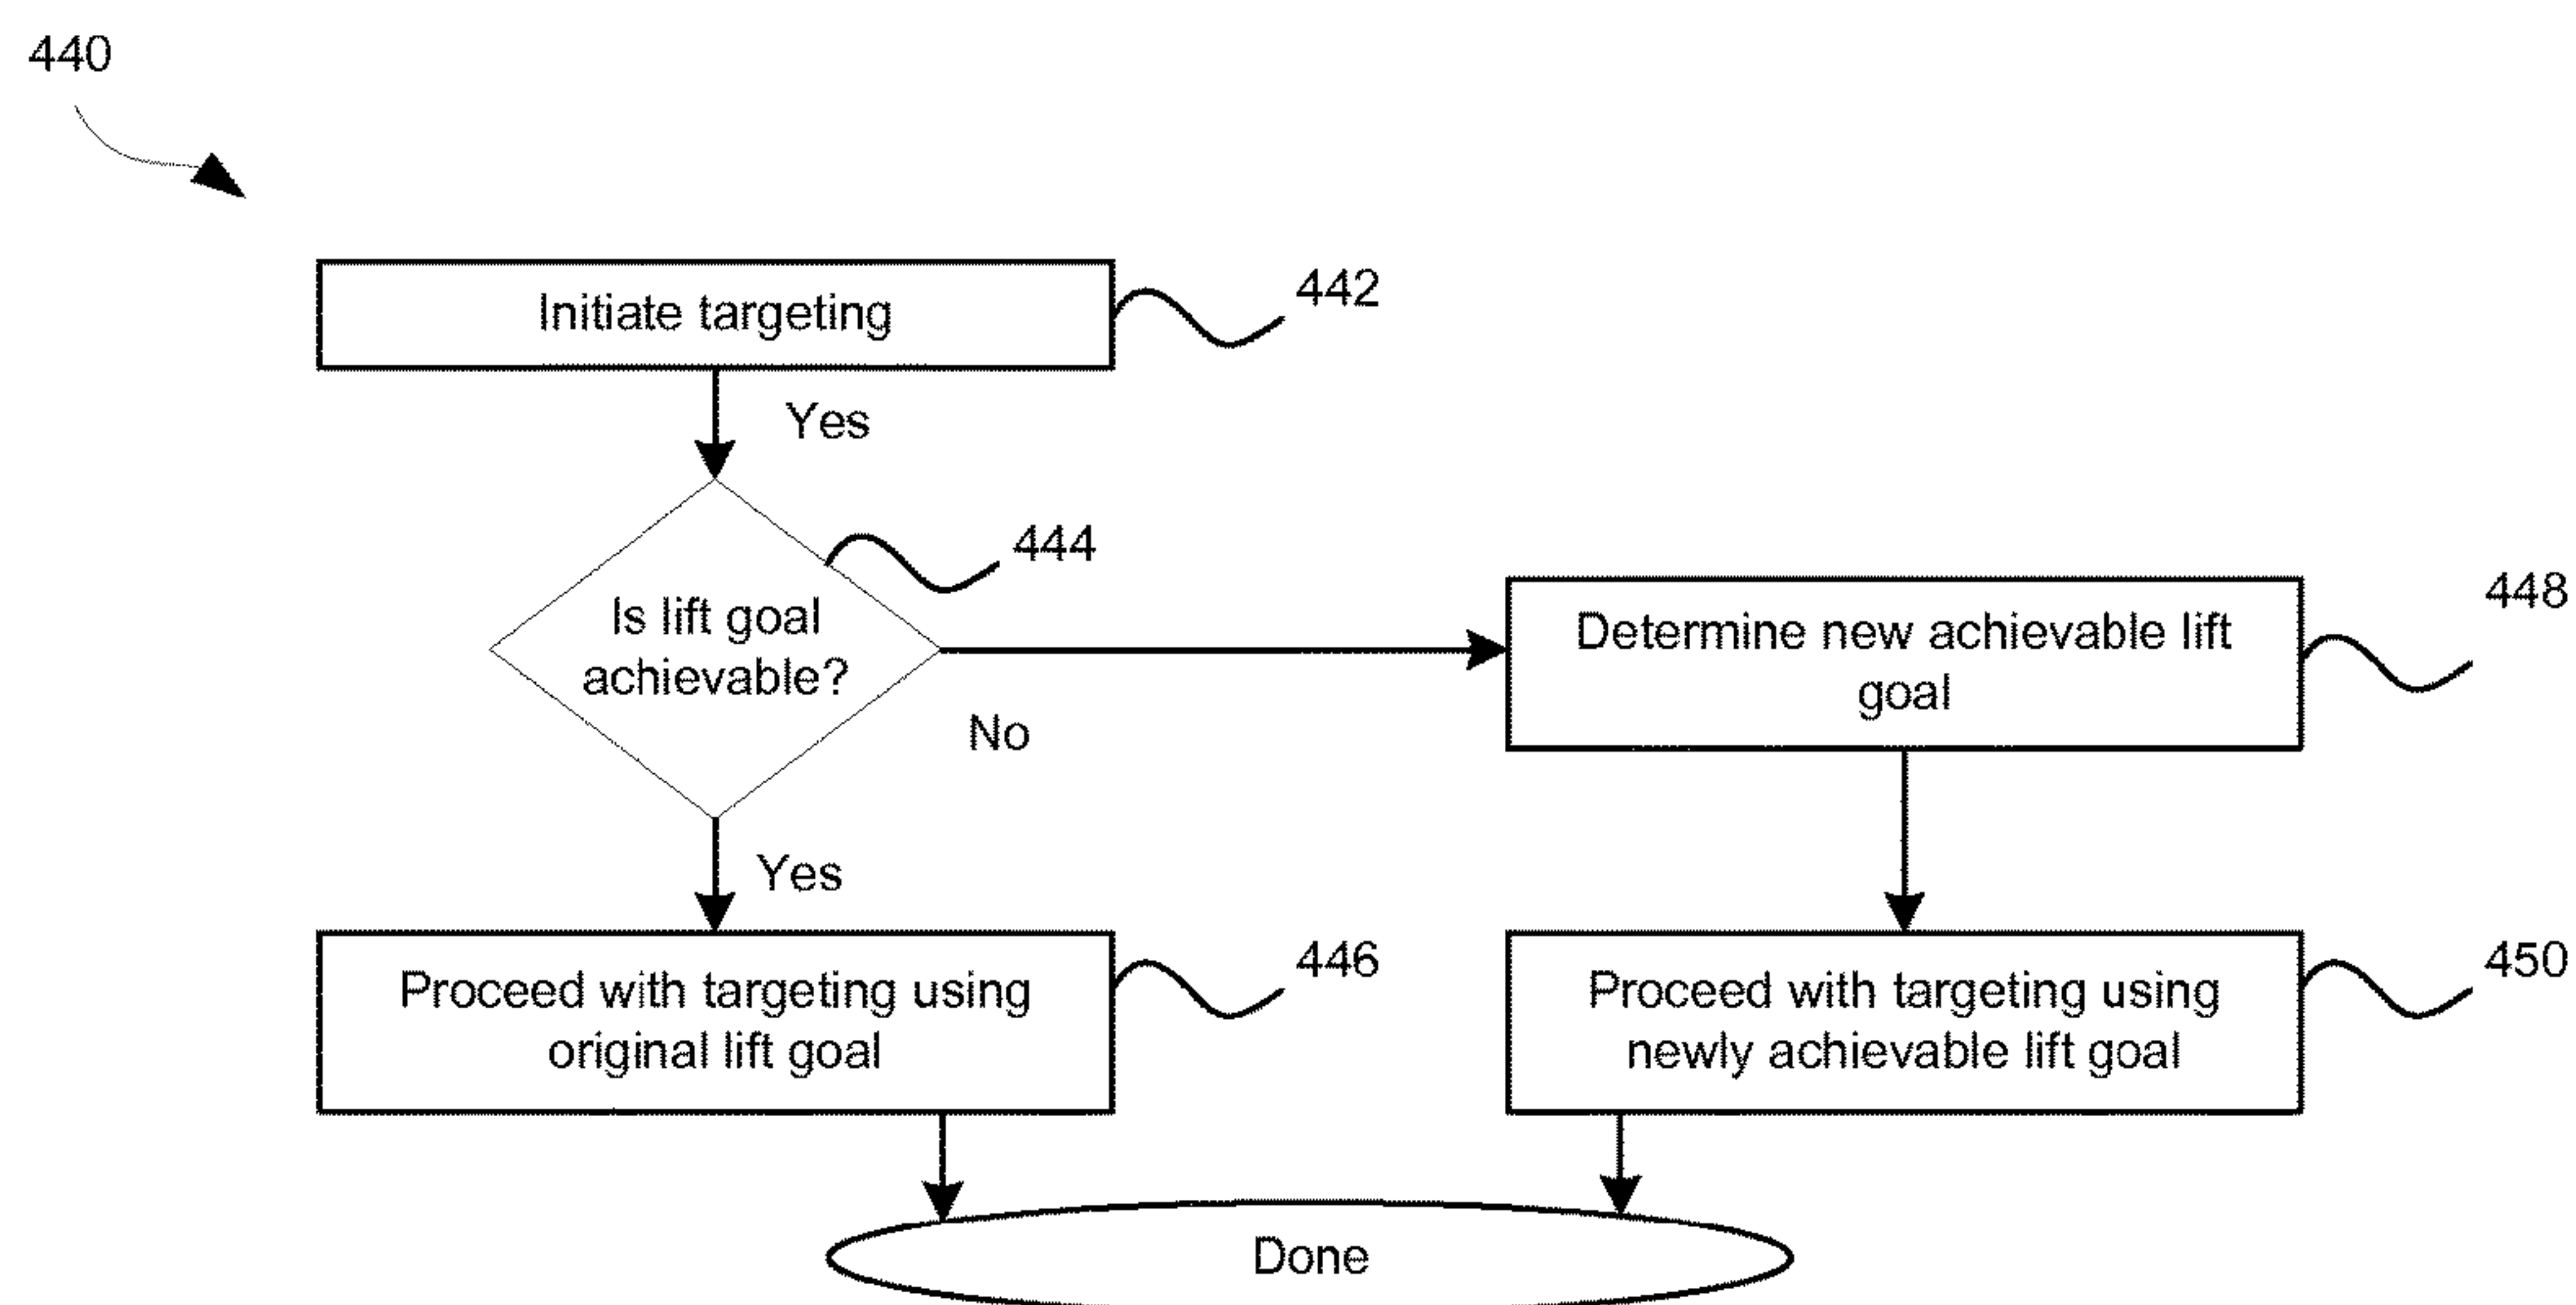 440
Initiate targeting
442
Yes
Is lift goal
achievable?
444
No
Determine new achievable lift
goal
448
Yes
Proceed with targeting using
original lift goal
446
Proceed with targeting using
newly achievable lift goal
450
Done